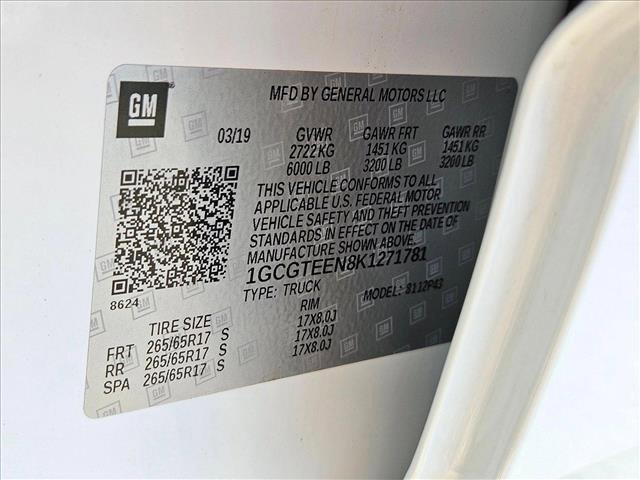 GM
MFD BY GENERAL MOTORS LLC
03/19 GVWR GAWR FRT GAWR RR
2722 KG 1451 KG 1451 KG
6000 LB 3200 LB 3200 LB
THIS VEHICLE CONFORMS TO ALL
APPLICABLE U.S. FEDERAL MOTOR
VEHICLE SAFETY AND THEFT PREVENTION
STANDARDS IN EFFECT ON THE DATE OF
MANUFACTURE SHOWN ABOVE.
1GCGTEEN8K1271781
8624
TYPE: TRUCK MODEL: 8112P43
TIRE SIZE RIM
FRT 265/65R17 S 17X8.0J
RR 265/65R17 S 17X8.0J
SPA 265/65R17 S 17X8.0J